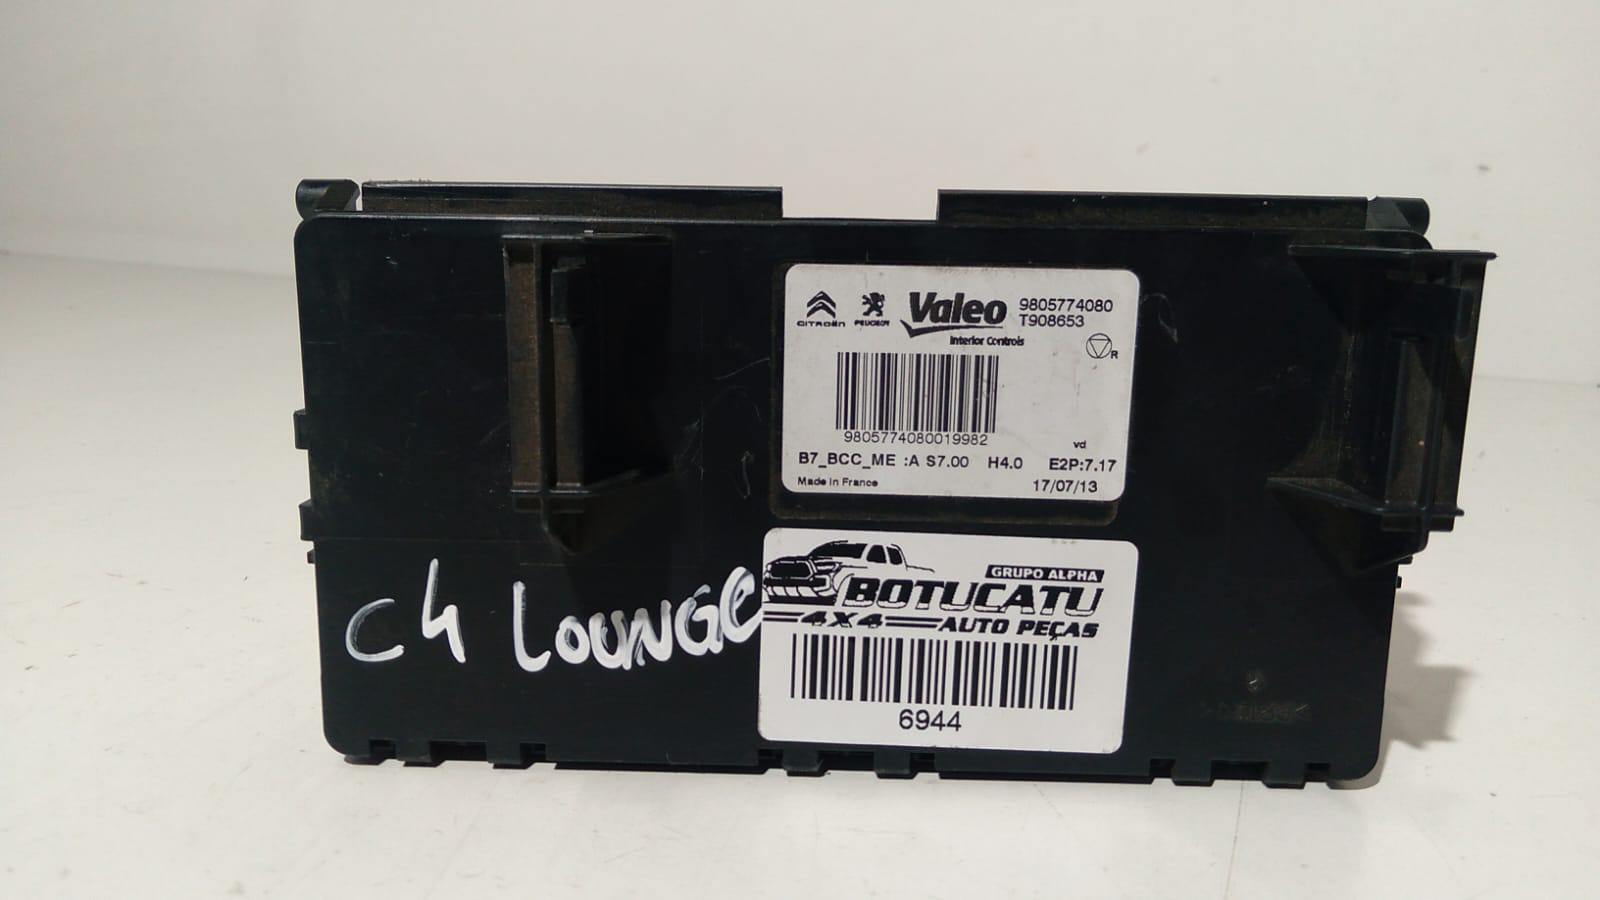 CITROËN PEUGEOT Valeo 9805774080
T908653
Interior Controls
R
9805774080019982
vd
B7_BCC_ME :A S7.00 H4.0 E2P:7.17
Made in France 17/07/13
GRUPO ALPHA
BOTUCATU
4X4 AUTO PEÇAS
6944
C4 LOUNGE